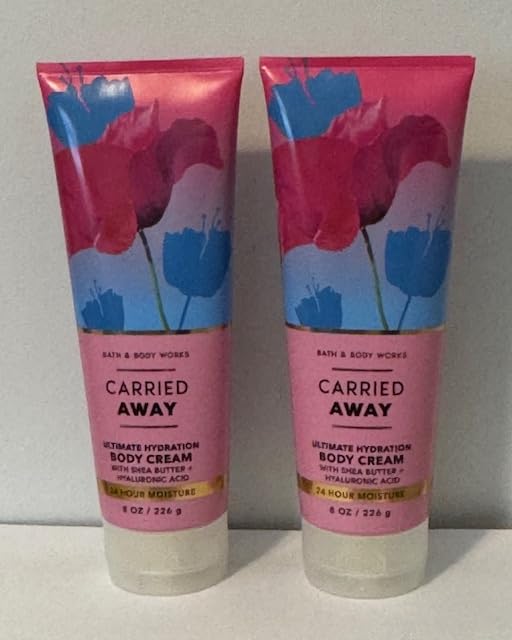 BATH & BODY WORKS
CARRIED
AWAY
ULTIMATE HYDRATION
BODY CREAM
WITH SHEA BUTTER +
HYALURONIC ACID
24 HOUR MOISTURE
8 OZ / 226 g
BATH & BODY WORKS
CARRIED
AWAY
ULTIMATE HYDRATION
BODY CREAM
WITH SHEA BUTTER +
HYALURONIC ACID
24 HOUR MOISTURE
8 OZ / 226 g